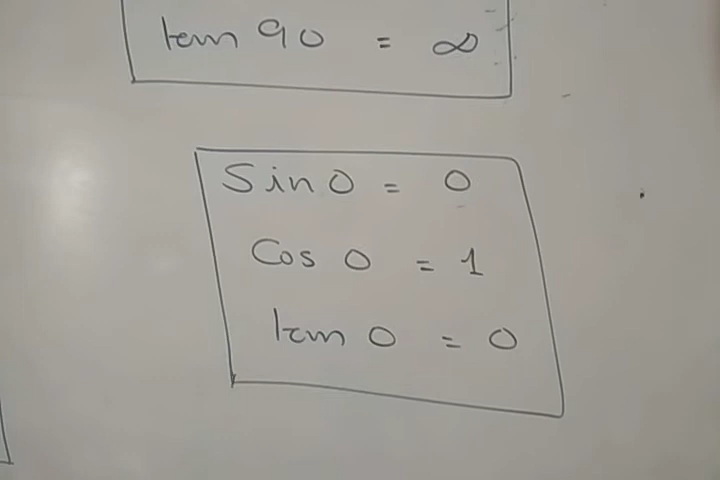 tan 90 = ∞
Sin 0 = 0
Cos 0 = 1
tan 0 = 0